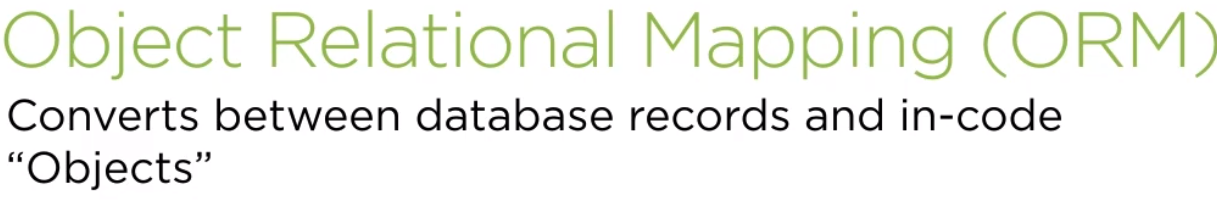 Object Relational Mapping (ORM)
Converts between database records and in-code
“Objects”